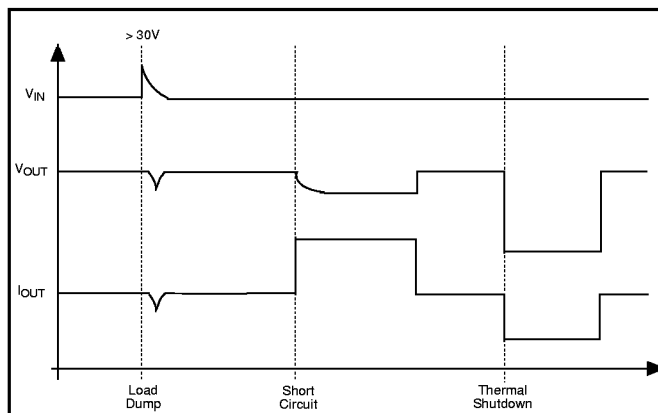 > 30V
VIN
VOUT
IOUT
Load
Dump
Short
Circuit
Thermal
Shutdown